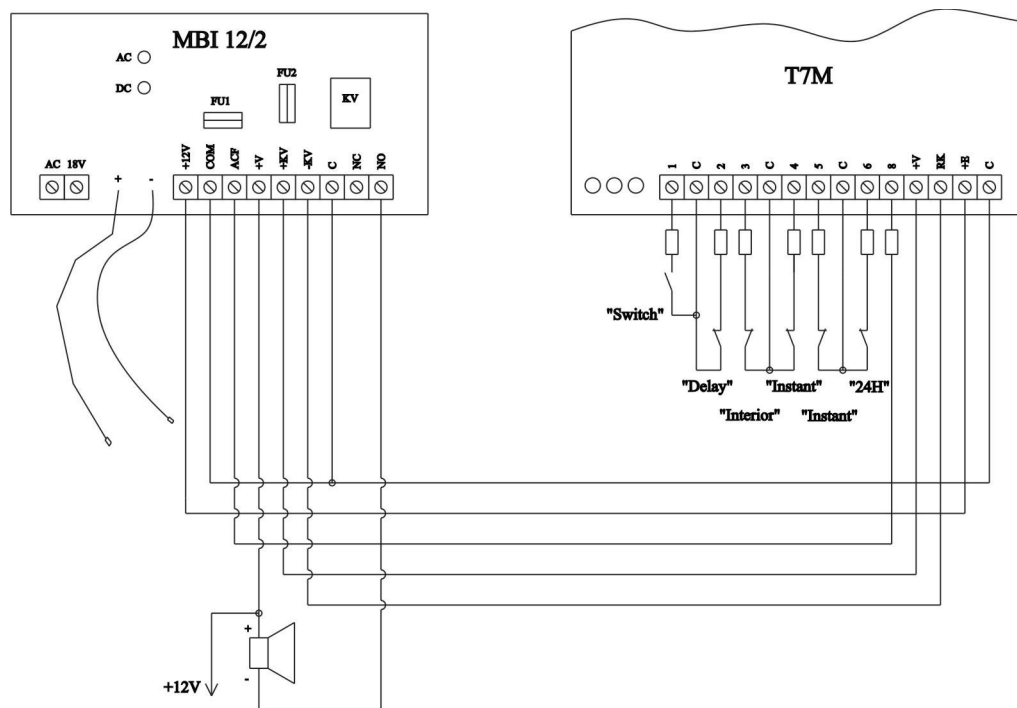 MBI 12/2
AC
DC
FU1
FU2
KV
AC 18V
+ -
+12V COM ACF +V +KV -KV C NC NO
T7M
1 C 2 3 C 4 5 C 6 8 +V RK +E C
"Switch"
"Delay" "Instant" "24H"
"Interior" "Instant"
+
-
+12V